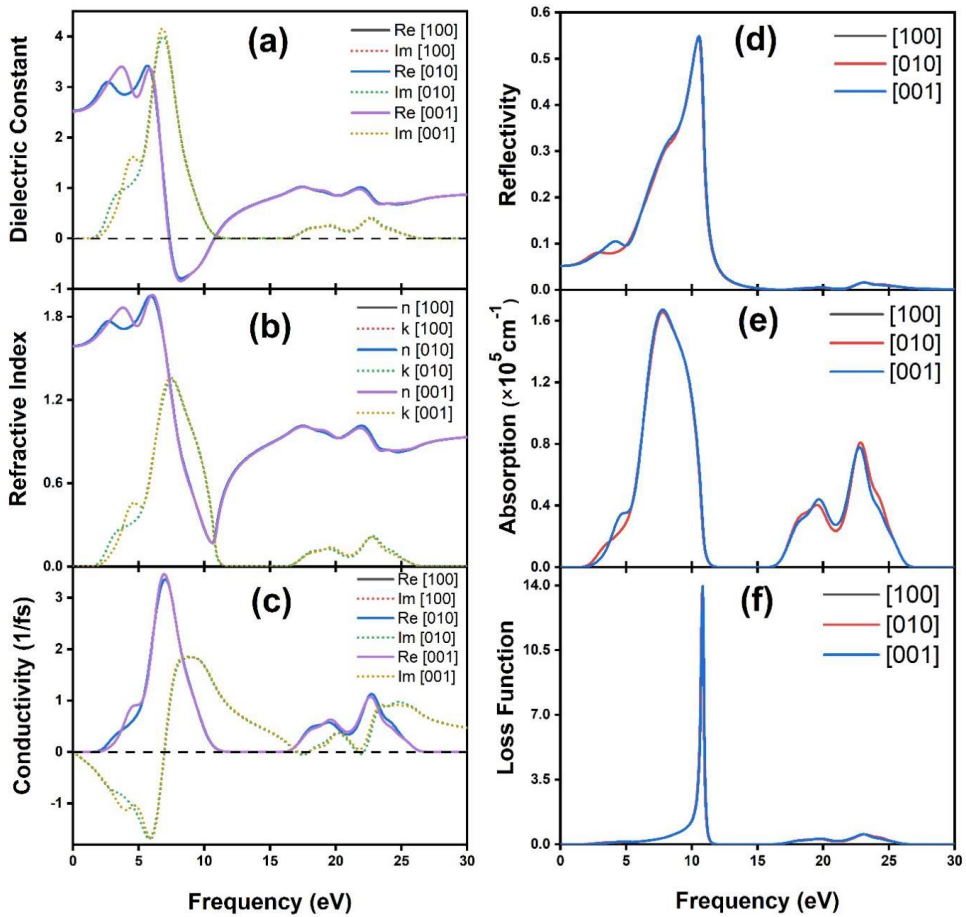 (a)
Dielectric Constant
4
3
2
1
0
-1
Re [100]
Im [100]
Re [010]
Im [010]
Re [001]
Im [001]
(b)
Refractive Index
1.8
1.2
0.6
0.0
n [100]
k [100]
n [010]
k [010]
n [001]
k [001]
(c)
Conductivity (1/fs)
3
2
1
0
-1
Re [100]
Im [100]
Re [010]
Im [010]
Re [001]
Im [001]
0 5 10 15 20 25 30
Frequency (eV)
(d)
Reflectivity
0.6
0.5
0.3
0.2
0.1
0.0
[100]
[010]
[001]
(e)
Absorption (×10⁵ cm⁻¹)
1.6
1.2
0.8
0.4
0.0
[100]
[010]
[001]
(f)
Loss Function
14.0
10.5
7.0
3.5
0.0
[100]
[010]
[001]
0 5 10 15 20 25 30
Frequency (eV)